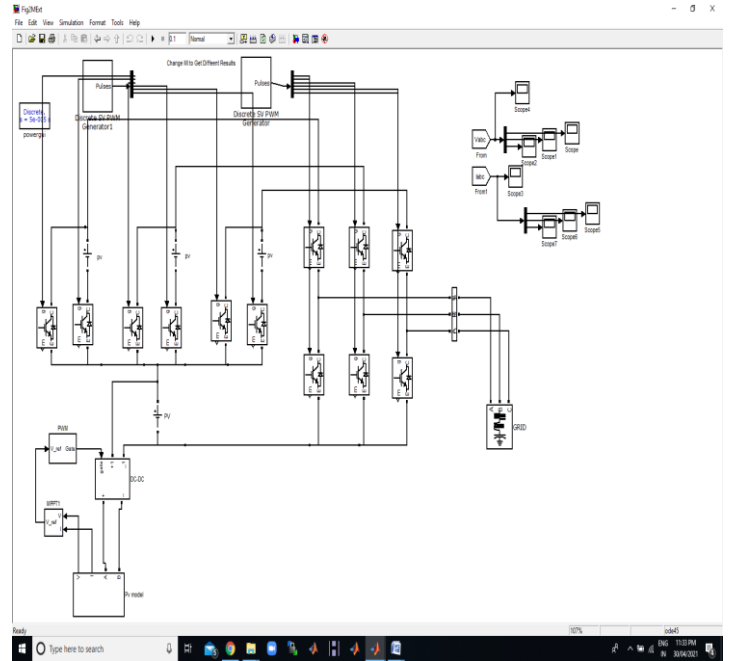 Fig2MExt
File Edit View Simulation Format Tools Help
0.1 Normal
Change M to Get Different Results
Pulses
Discrete SV PWM
Generator1
Pulses
Discrete SV PWM
Generator
Discrete,
s = 5e-005 s
powergui
pv
pv
pv
PV
Vabc
From
Iabc
From1
Scope4
Scope2
Scope1
Scope
Scope3
Scope7
Scope6
Scope5
A
B
C
GRID
PWM
V_ref Gate
DC-DC
MPPT1
V_ref
V
I
V
I
A
B
Pv model
Ready
107%
ode45
Type here to search
ENG
IN
11:33 PM
30/04/2021